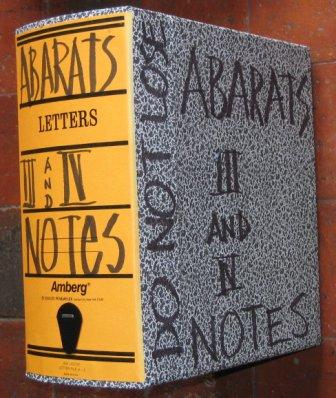 ABARATS
LETTERS
III
AND
IV
NOTES
Amberg®
DO NOT LOSE
ABARATS
III
AND
IV
NOTES